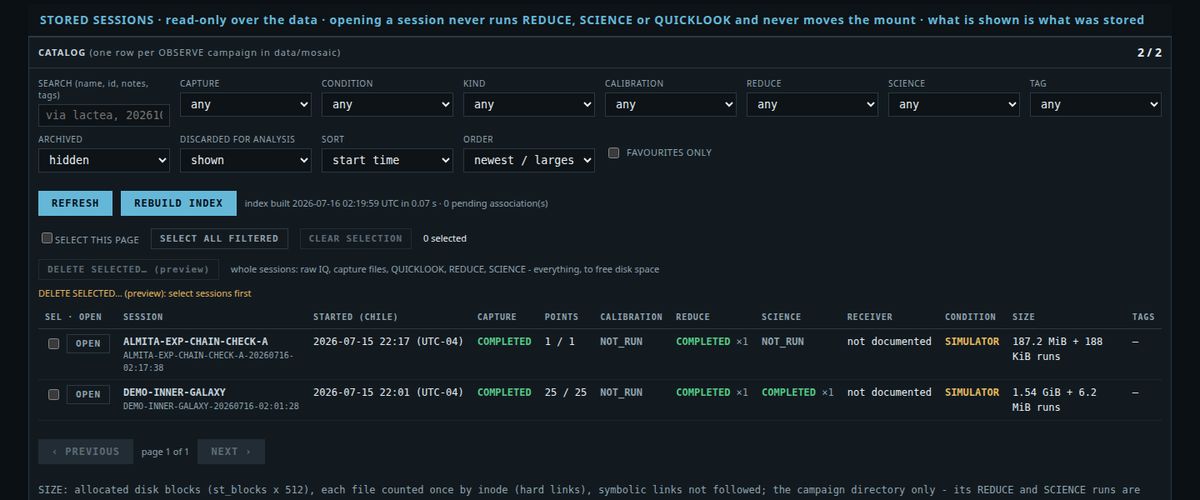 STORED SESSIONS · read-only over the data · opening a session never runs REDUCE, SCIENCE or QUICKLOOK and never moves the mount · what is shown is what was stored
CATALOG (one row per OBSERVE campaign in data/mosaic) 2 / 2
SEARCH (name, id, notes, tags) CAPTURE CONDITION KIND CALIBRATION REDUCE SCIENCE TAG
via lactea, 202610 any any any any any any any
ARCHIVED DISCARDED FOR ANALYSIS SORT ORDER
hidden shown start time newest / larges FAVOURITES ONLY
REFRESH REBUILD INDEX index built 2026-07-16 02:19:59 UTC in 0.07 s · 0 pending association(s)
SELECT THIS PAGE SELECT ALL FILTERED CLEAR SELECTION 0 selected
DELETE SELECTED… (preview) whole sessions: raw IQ, capture files, QUICKLOOK, REDUCE, SCIENCE - everything, to free disk space
DELETE SELECTED… (preview): select sessions first
SEL · OPEN SESSION STARTED (CHILE) CAPTURE POINTS CALIBRATION REDUCE SCIENCE RECEIVER CONDITION SIZE TAGS
OPEN ALMITA-EXP-CHAIN-CHECK-A 2026-07-15 22:17 (UTC-04) COMPLETED 1 / 1 NOT_RUN COMPLETED ×1 NOT_RUN not documented SIMULATOR 187.2 MiB + 188 –
ALMITA-EXP-CHAIN-CHECK-A-20260716- KiB runs
02:17:38
OPEN DEMO-INNER-GALAXY 2026-07-15 22:01 (UTC-04) COMPLETED 25 / 25 NOT_RUN COMPLETED ×1 COMPLETED ×1 not documented SIMULATOR 1.54 GiB + 6.2 –
DEMO-INNER-GALAXY-20260716-02:01:28 MiB runs
‹ PREVIOUS page 1 of 1 NEXT ›
SIZE: allocated disk blocks (st_blocks x 512), each file counted once by inode (hard links), symbolic links not followed; the campaign directory only - its REDUCE and SCIENCE runs are